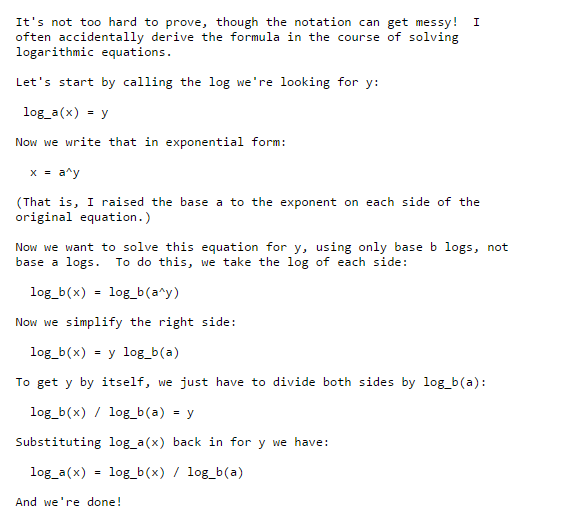 It's not too hard to prove, though the notation can get messy!  I
often accidentally derive the formula in the course of solving
logarithmic equations.
Let's start by calling the log we're looking for y:
log_a(x) = y
Now we write that in exponential form:
x = a^y
(That is, I raised the base a to the exponent on each side of the
original equation.)
Now we want to solve this equation for y, using only base b logs, not
base a logs.  To do this, we take the log of each side:
log_b(x) = log_b(a^y)
Now we simplify the right side:
log_b(x) = y log_b(a)
To get y by itself, we just have to divide both sides by log_b(a):
log_b(x) / log_b(a) = y
Substituting log_a(x) back in for y we have:
log_a(x) = log_b(x) / log_b(a)
And we're done!